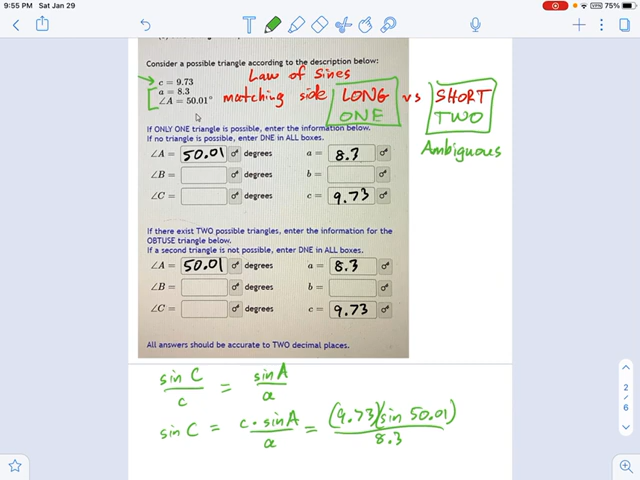 9:55 PM Sat Jan 29
75%
Consider a possible triangle according to the description below:
c = 9.73
a = 8.3
∠A = 50.01°
Law of Sines
matching side LONG vs SHORT
ONE TWO
Ambiguous
If ONLY ONE triangle is possible, enter the information below.
If no triangle is possible, enter DNE in ALL boxes.
∠A = 50.01 degrees a = 8.3
∠B = degrees b =
∠C = degrees c = 9.73
If there exist TWO possible triangles, enter the information for the
OBTUSE triangle below.
If a second triangle is not possible, enter DNE in ALL boxes.
∠A = 50.01 degrees a = 8.3
∠B = degrees b =
∠C = degrees c = 9.73
All answers should be accurate to TWO decimal places.
sin C / c = sin A / a
sin C = c · sin A / a = (9.73)(sin 50.01) / 8.3
2
/
6